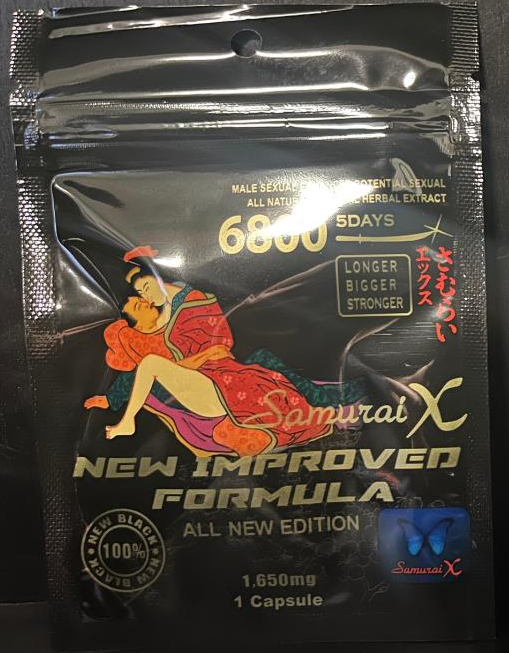 MALE SEXUAL POTENTIAL SEXUAL
ALL HERBAL EXTRACT
6800 5DAYS
LONGER
BIGGER
STRONGER
さむらい
エックス
Samurai X
NEW IMPROVED
FORMULA
ALL NEW EDITION
NEW BLACK
100%
NEW BLACK
Samurai X
1,650mg
1 Capsule